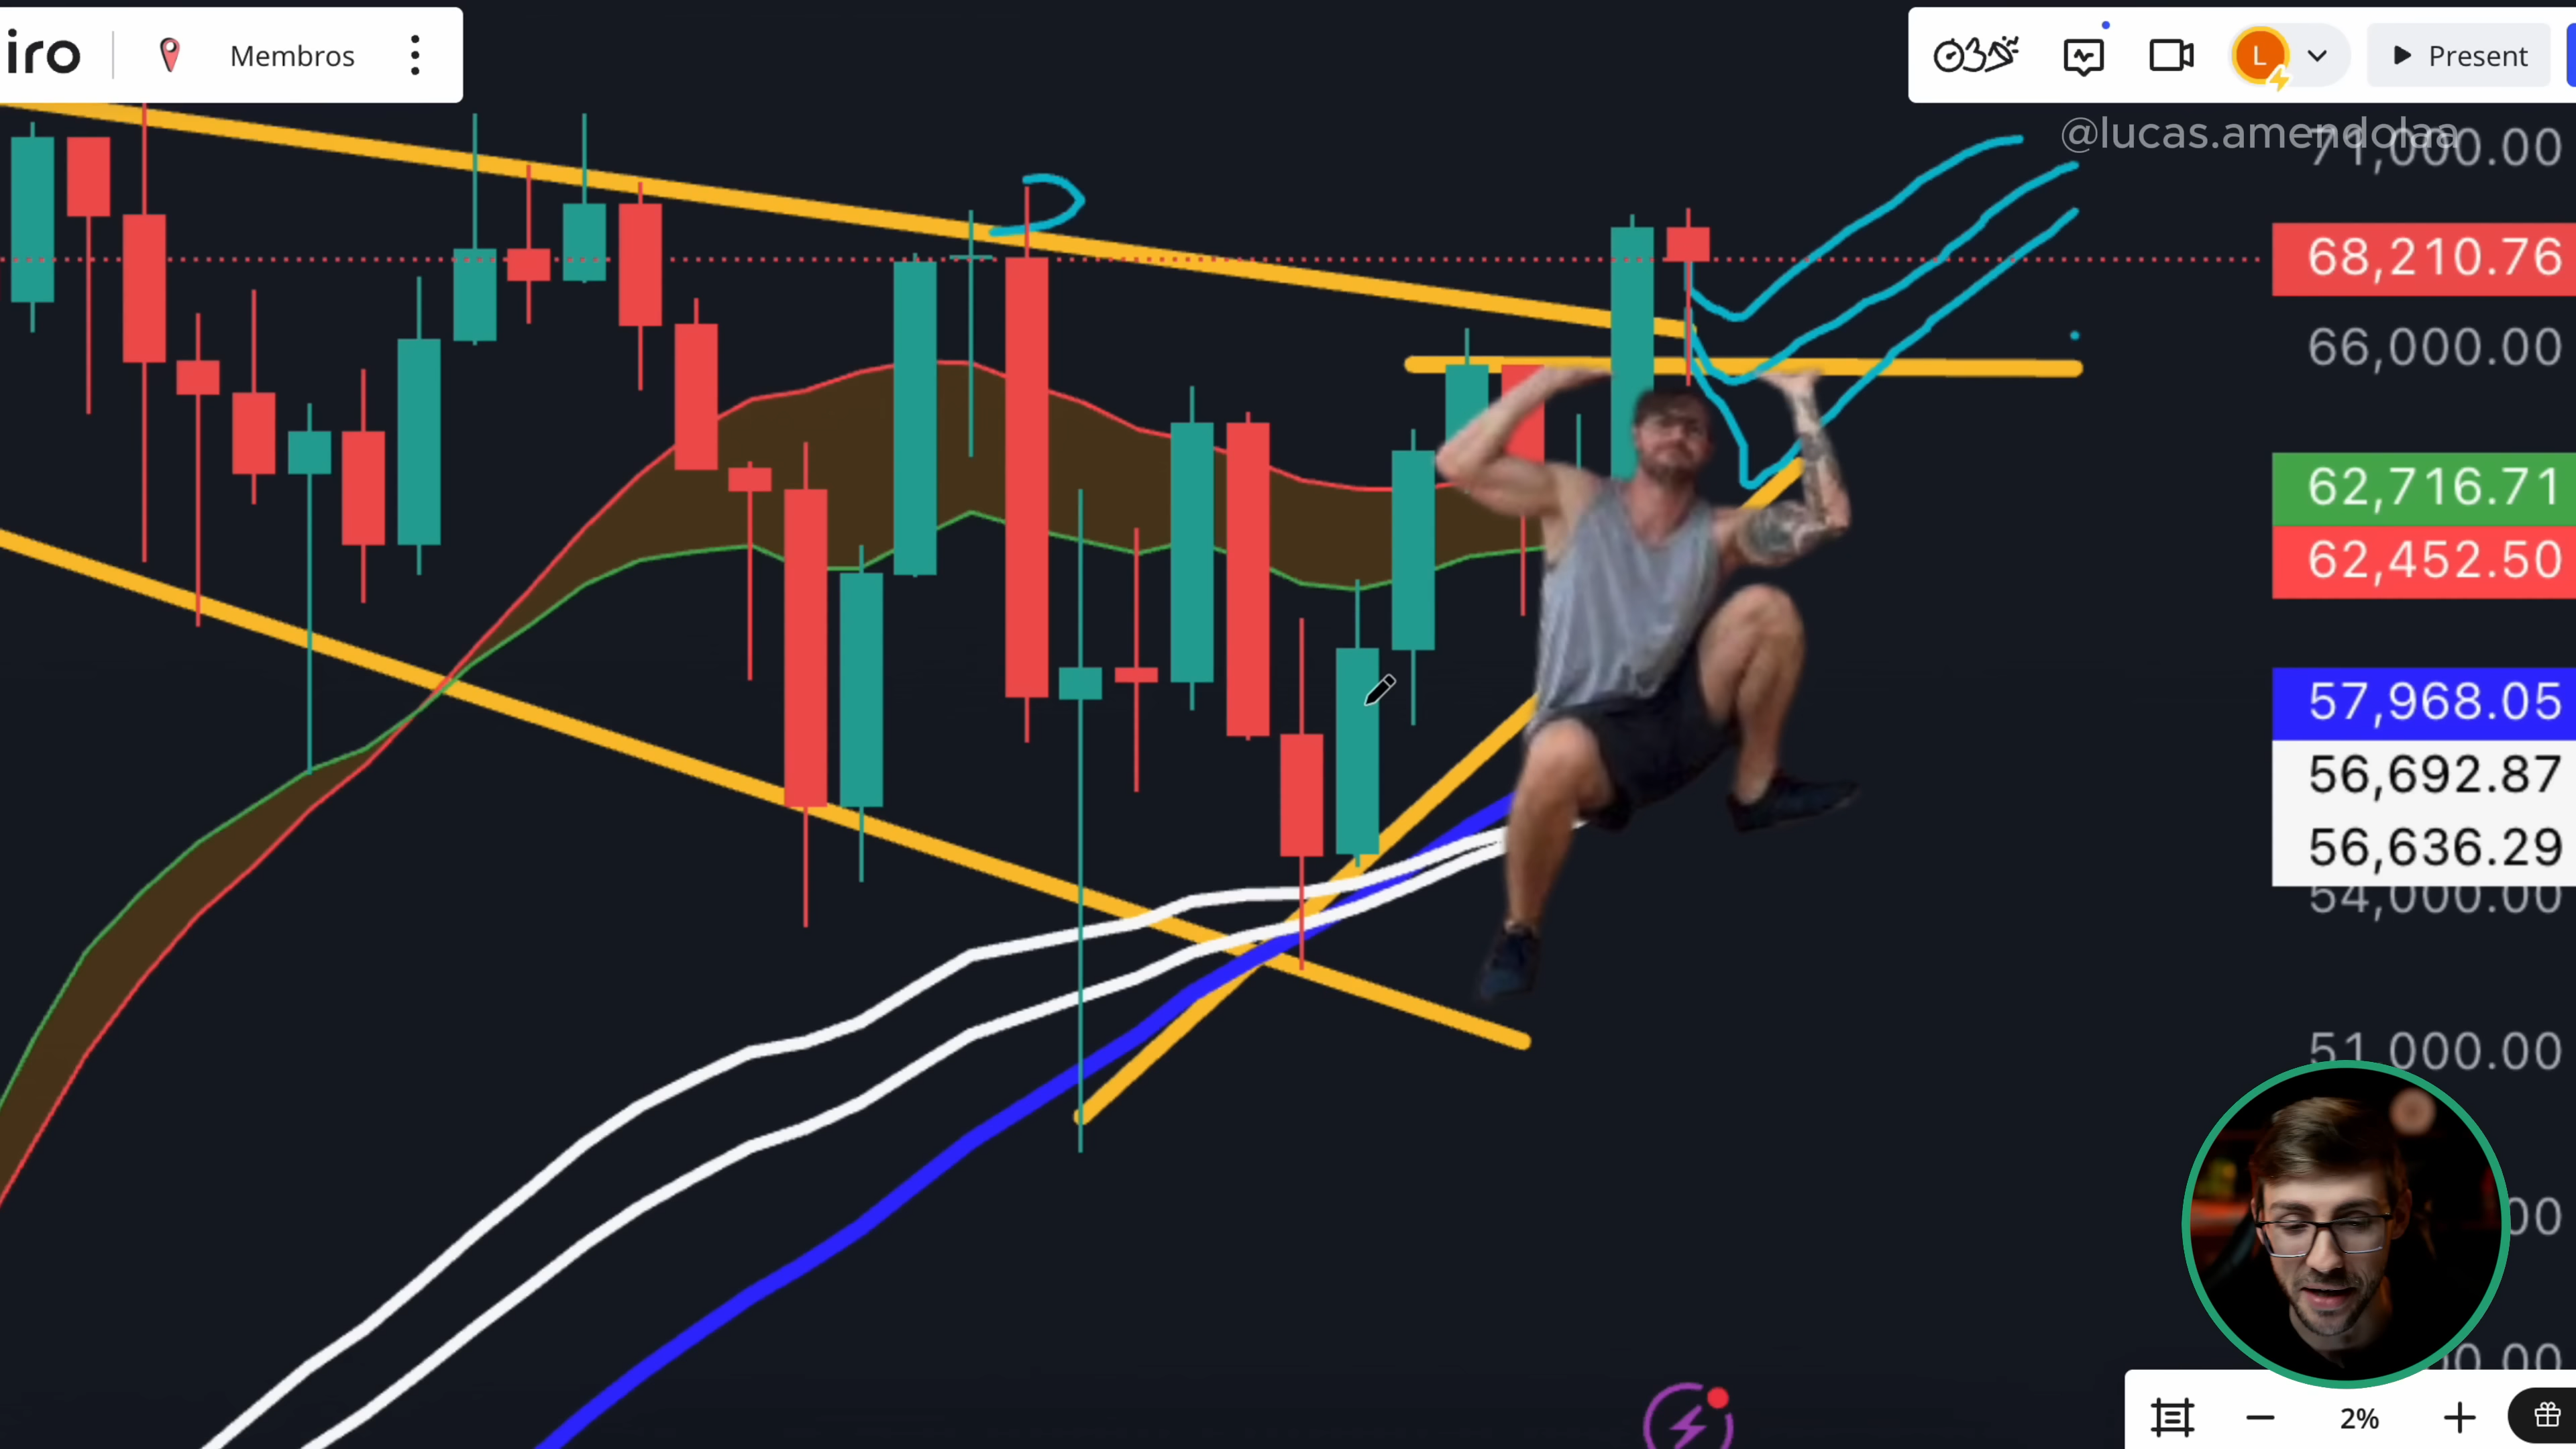 iro
Membros
L
Present
@lucas.amendolaa
71,000.00
68,210.76
66,000.00
62,716.71
62,452.50
57,968.05
56,692.87
56,636.29
54,000.00
51,000.00
2%